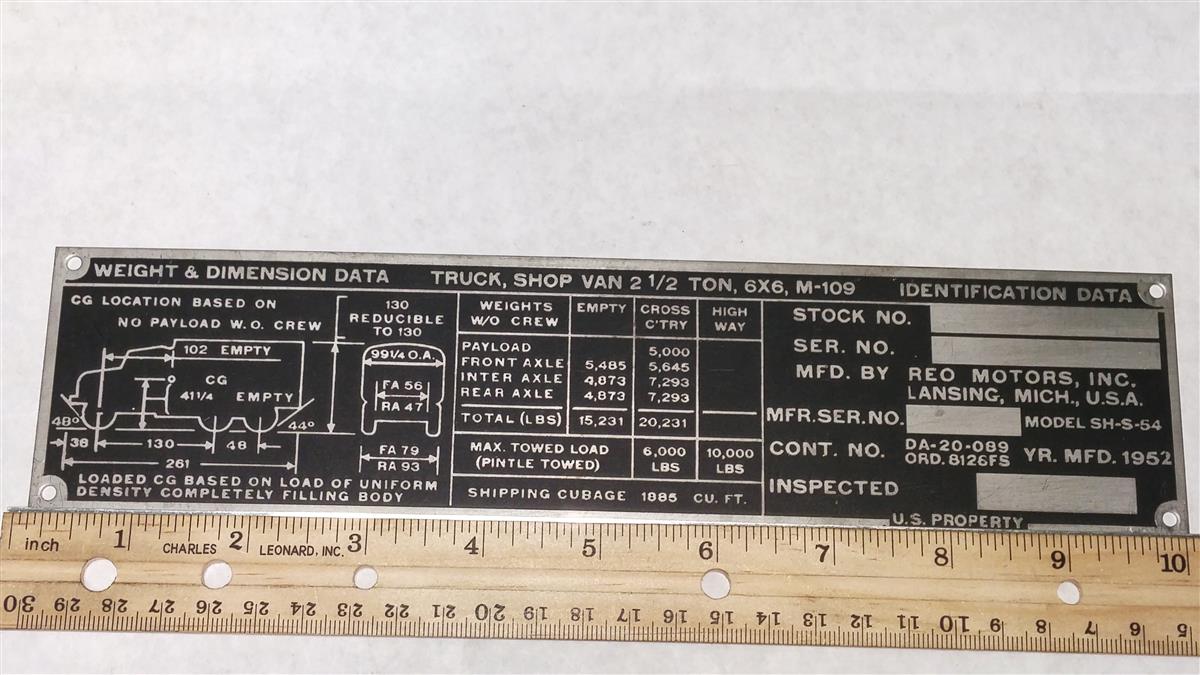 WEIGHT & DIMENSION DATA TRUCK, SHOP VAN 2 1/2 TON, 6X6, M-109 IDENTIFICATION DATA
CG LOCATION BASED ON
NO PAYLOAD W.O. CREW
102 EMPTY
CG
41 1/4 EMPTY
48° 44°
38 130 48
261
LOADED CG BASED ON LOAD OF UNIFORM
DENSITY COMPLETELY FILLING BODY
130
REDUCIBLE
TO 130
99 1/4 O.A.
FA 56
RA 47
FA 79
RA 93
WEIGHTS W/O CREW EMPTY CROSS C'TRY HIGH WAY
PAYLOAD 5,000
FRONT AXLE 5,485 5,645
INTER AXLE 4,873 7,293
REAR AXLE 4,873 7,293
TOTAL (LBS) 15,231 20,231
MAX. TOWED LOAD 6,000 10,000
(PINTLE TOWED) LBS LBS
SHIPPING CUBAGE 1885 CU. FT.
STOCK NO.
SER. NO.
MFD. BY REO MOTORS, INC.
LANSING, MICH., U.S.A.
MFR.SER.NO. MODEL SH-S-54
CONT. NO. DA-20-089 YR. MFD. 1952
ORD. 8126FS
INSPECTED
U.S. PROPERTY
inch 1 CHARLES 2 LEONARD, INC. 3 4 5 6 7 8 9 10
30 29 28 27 26 25 24 23 22 21 20 19 18 17 16 15 14 13 12 11 10 9 8 7 6 5